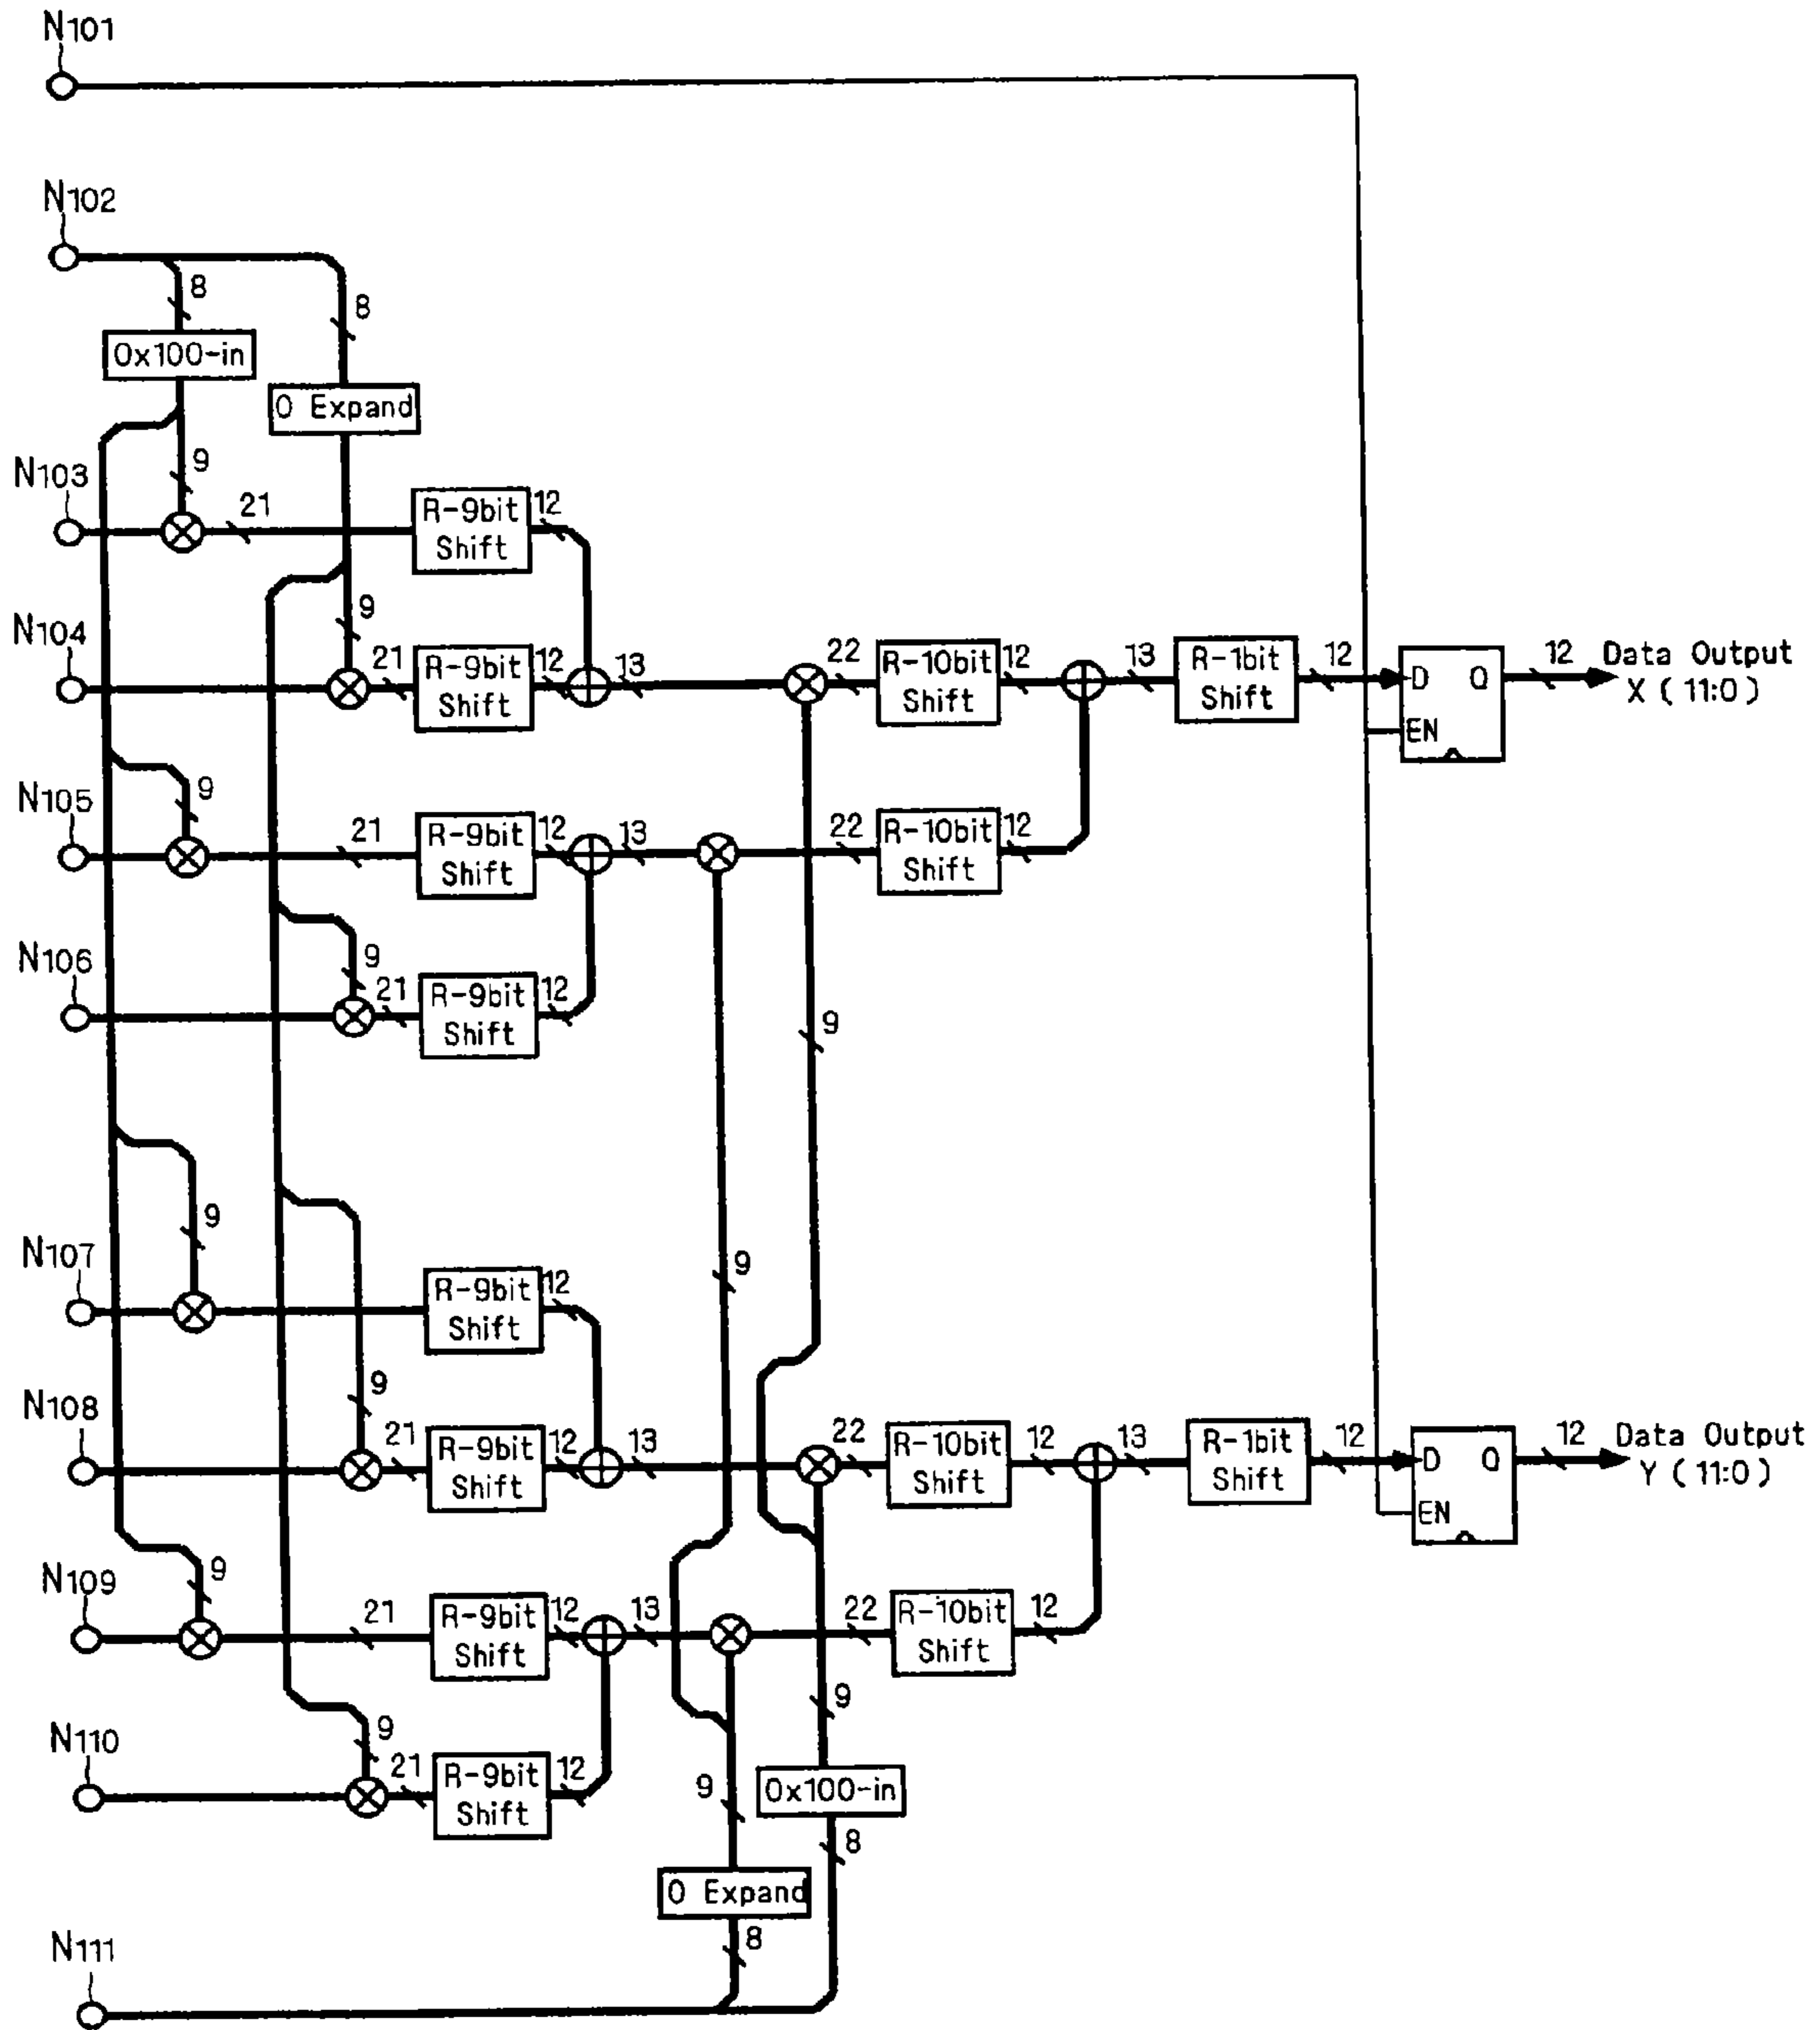 N101
N102
8
8
0x100-in
0 Expand
9
N103
21
R-9bit
Shift
12
9
N104
21
R-9bit
Shift
12
13
22
R-10bit
Shift
12
13
R-1bit
Shift
12
D Q
EN
12
Data Output
X ( 11:0 )
9
N105
21
R-9bit
Shift
12
13
22
R-10bit
Shift
12
9
N106
21
R-9bit
Shift
12
9
9
9
N107
R-9bit
Shift
12
9
N108
21
R-9bit
Shift
12
13
22
R-10bit
Shift
12
13
R-1bit
Shift
12
D Q
EN
12
Data Output
Y ( 11:0 )
9
N109
21
R-9bit
Shift
12
13
22
R-10bit
Shift
12
9
9
N110
21
R-9bit
Shift
12
9
0x100-in
8
0 Expand
8
N111